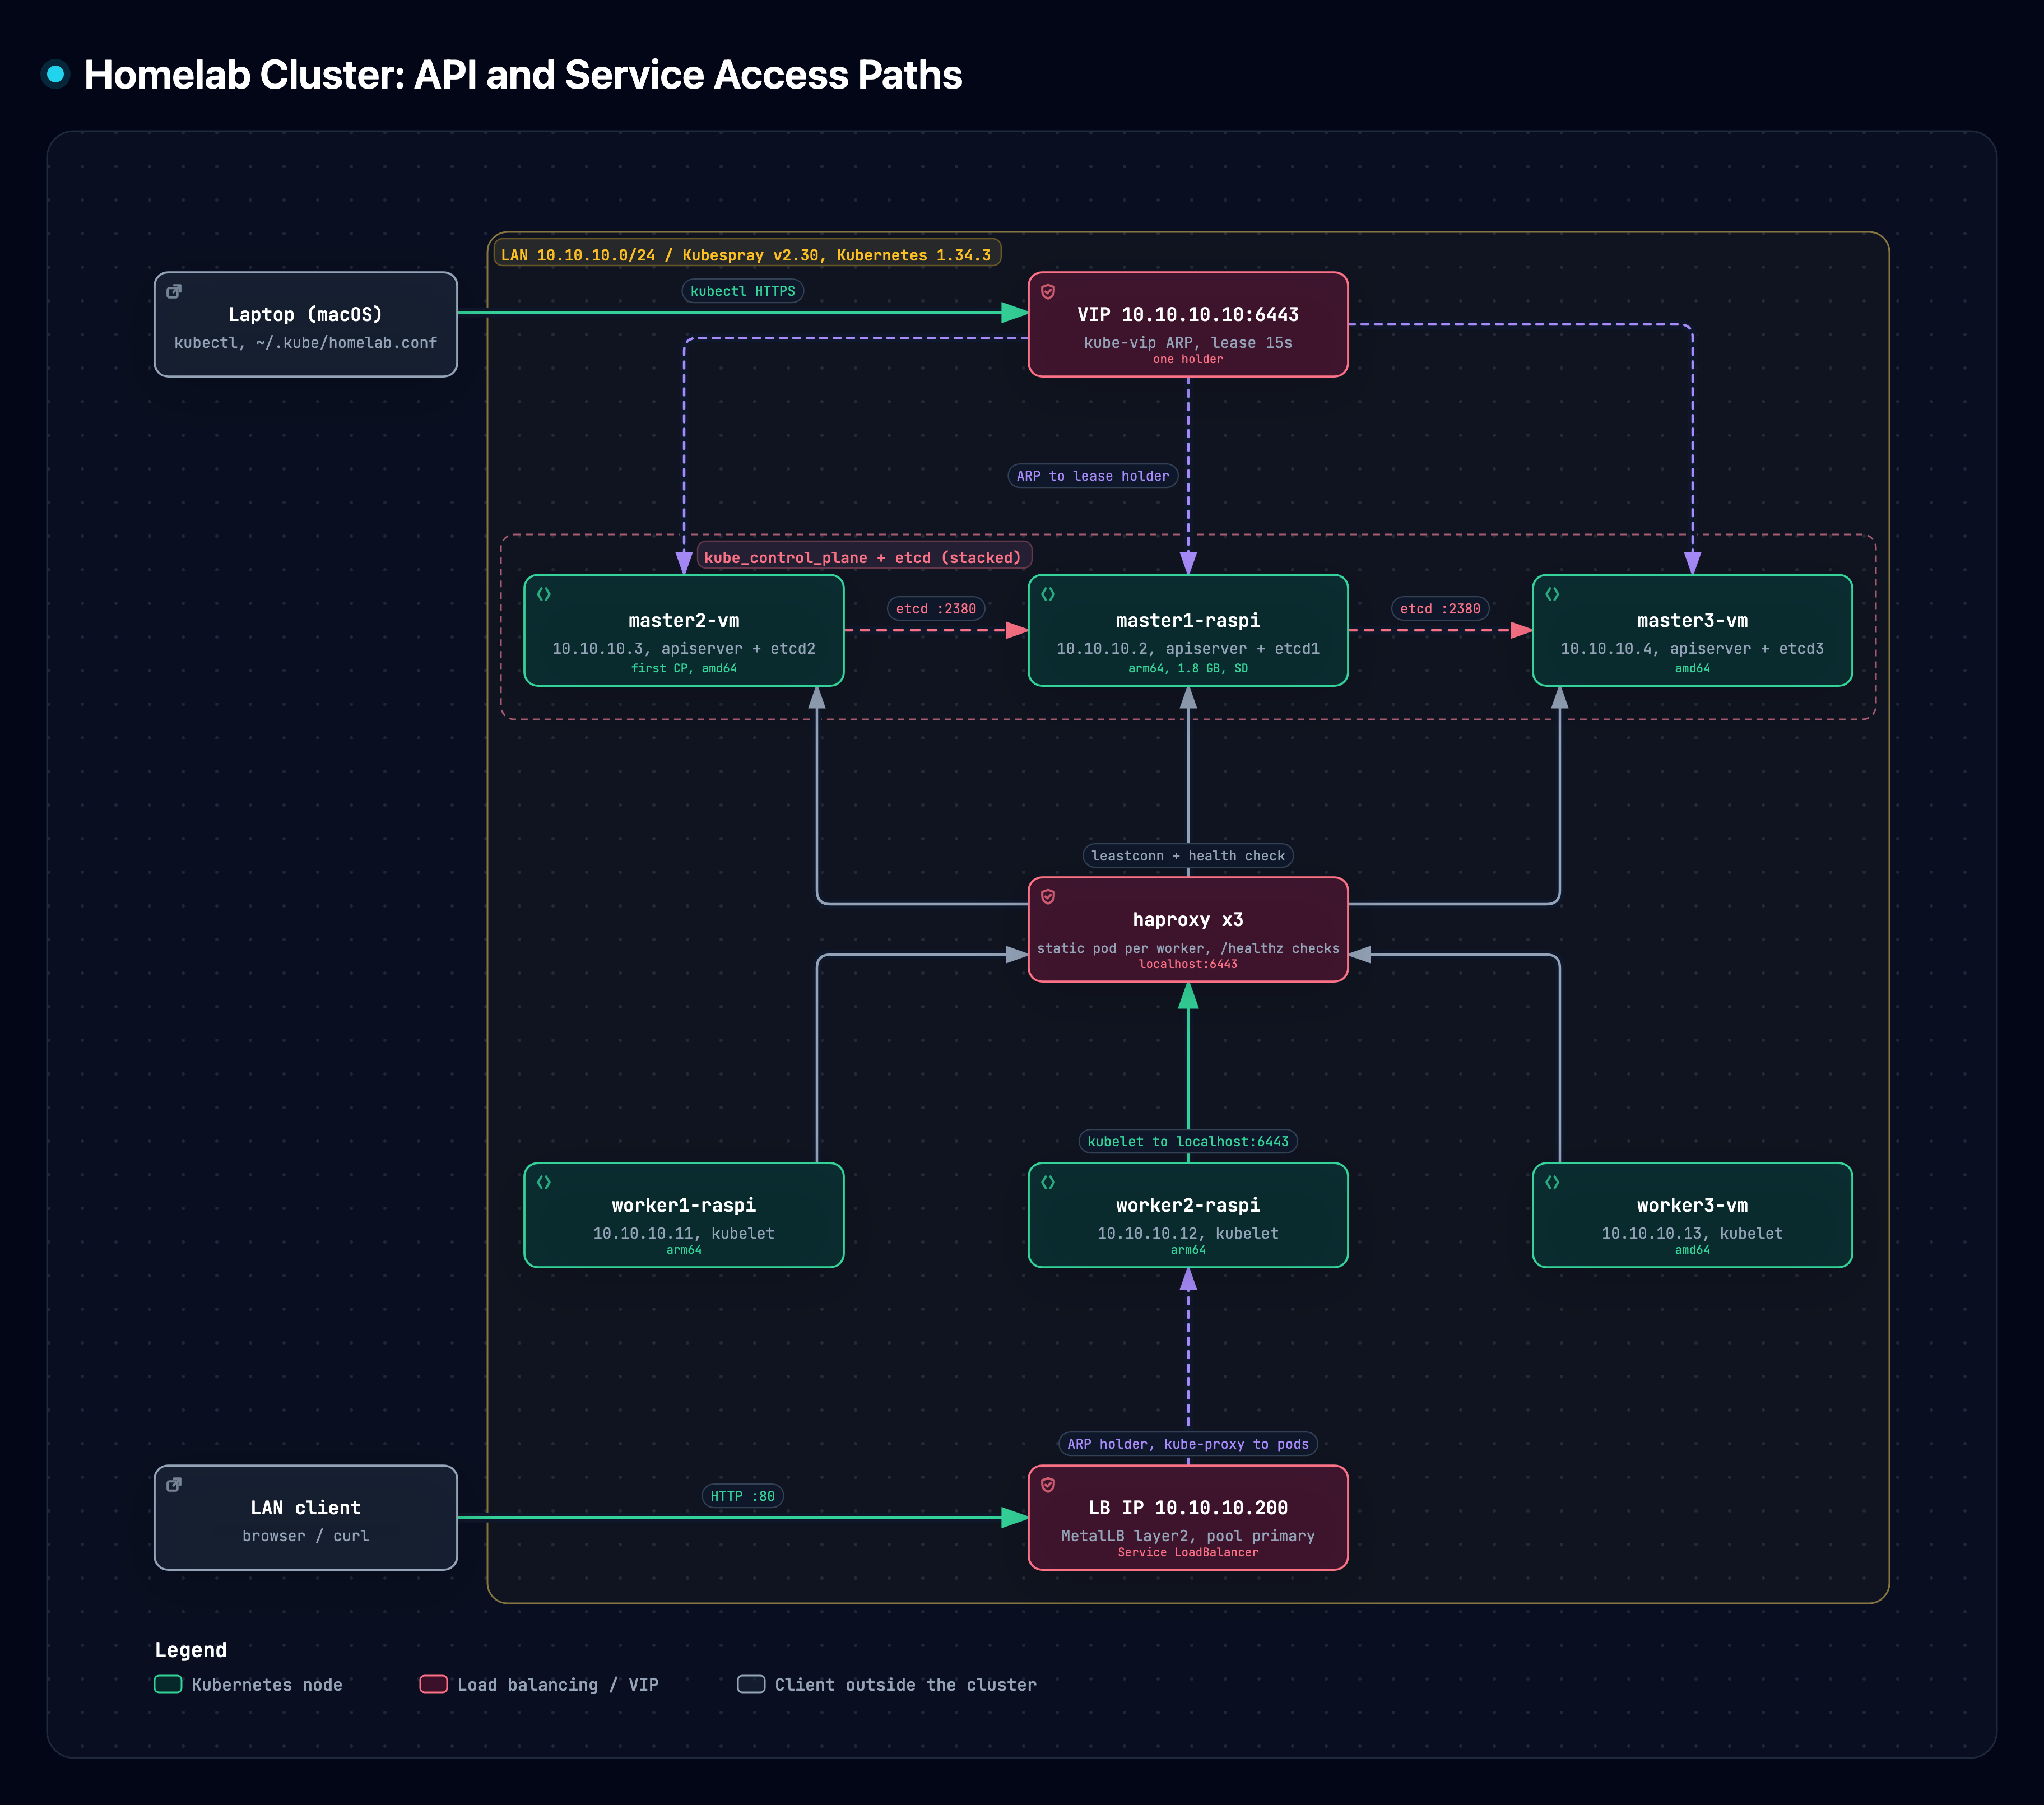 Homelab Cluster: API and Service Access Paths
LAN 10.10.10.0/24 / Kubespray v2.30, Kubernetes 1.34.3
Laptop (macOS)
kubectl, ~/.kube/homelab.conf
kubectl HTTPS
VIP 10.10.10.10:6443
kube-vip ARP, lease 15s
one holder
ARP to lease holder
kube_control_plane + etcd (stacked)
master2-vm
10.10.10.3, apiserver + etcd2
first CP, amd64
etcd :2380
master1-raspi
10.10.10.2, apiserver + etcd1
arm64, 1.8 GB, SD
etcd :2380
master3-vm
10.10.10.4, apiserver + etcd3
amd64
leastconn + health check
haproxy x3
static pod per worker, /healthz checks
localhost:6443
kubelet to localhost:6443
worker1-raspi
10.10.10.11, kubelet
arm64
worker2-raspi
10.10.10.12, kubelet
arm64
worker3-vm
10.10.10.13, kubelet
amd64
ARP holder, kube-proxy to pods
LAN client
browser / curl
HTTP :80
LB IP 10.10.10.200
MetalLB layer2, pool primary
Service LoadBalancer
Legend
Kubernetes node
Load balancing / VIP
Client outside the cluster